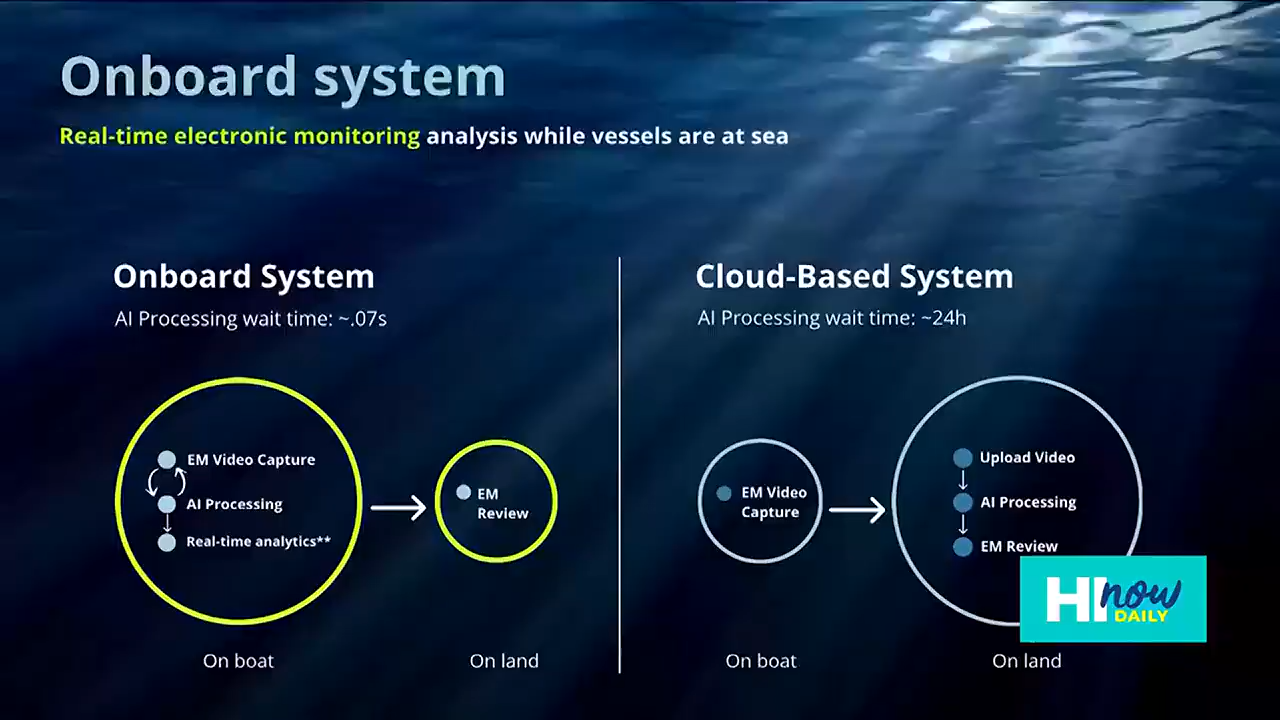 Onboard system
Real-time electronic monitoring analysis while vessels are at sea
Onboard System
AI Processing wait time: ~.07s
EM Video Capture
AI Processing
Real-time analytics**
EM
Review
On boat
On land
Cloud-Based System
AI Processing wait time: ~24h
EM Video
Capture
Upload Video
AI Processing
EM Review
On boat
On land
HI now
DAILY